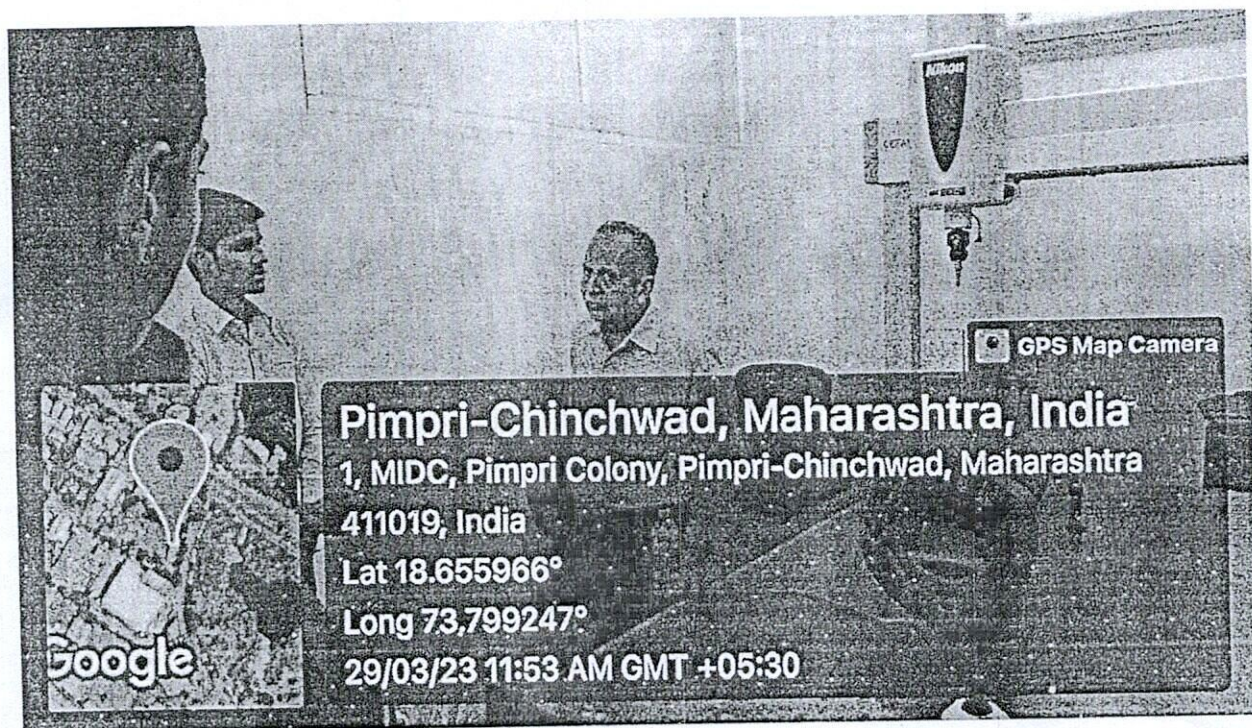 Nikon
GPS Map Camera
Pimpri-Chinchwad, Maharashtra, India
1, MIDC, Pimpri Colony, Pimpri-Chinchwad, Maharashtra
411019, India
Lat 18.655966°
Long 73.799247°
29/03/23 11:53 AM GMT +05:30
Google